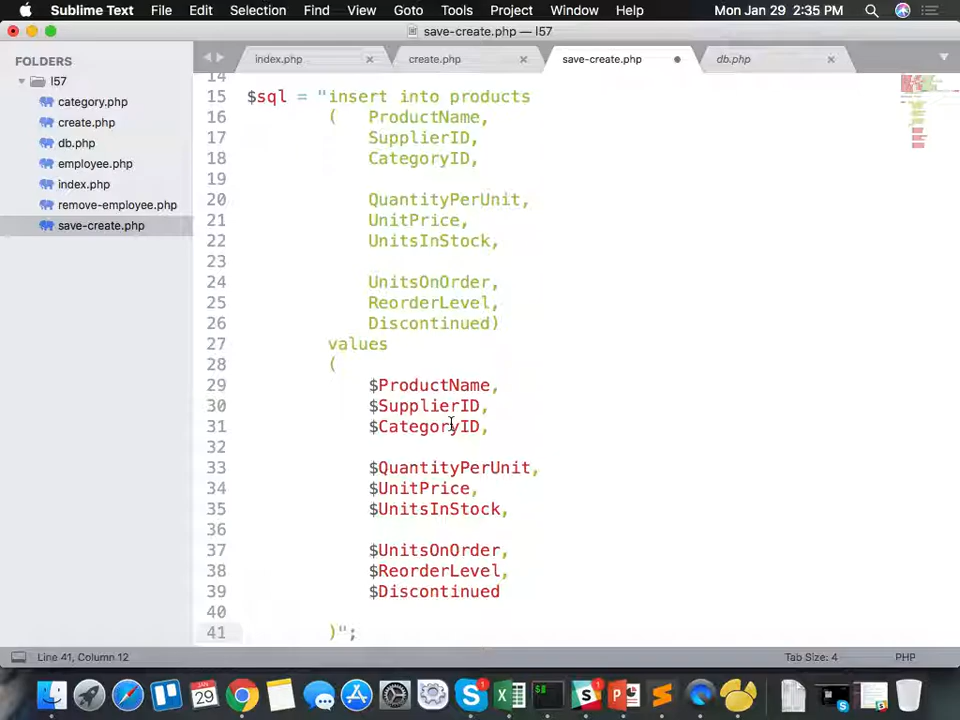 Sublime Text File Edit Selection Find View Goto Tools Project Window Help Mon Jan 29 2:35 PM
save-create.php — l57
FOLDERS
l57
category.php
create.php
db.php
employee.php
index.php
remove-employee.php
save-create.php
index.php create.php save-create.php db.php
14
15 $sql = "insert into products
16 ( ProductName,
17 SupplierID,
18 CategoryID,
19
20 QuantityPerUnit,
21 UnitPrice,
22 UnitsInStock,
23
24 UnitsOnOrder,
25 ReorderLevel,
26 Discontinued)
27 values
28 (
29 $ProductName,
30 $SupplierID,
31 $CategoryID,
32
33 $QuantityPerUnit,
34 $UnitPrice,
35 $UnitsInStock,
36
37 $UnitsOnOrder,
38 $ReorderLevel,
39 $Discontinued
40
41 )";
Line 41, Column 12 Tab Size: 4 PHP